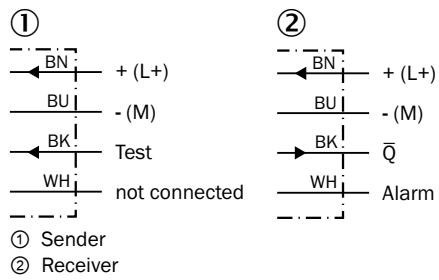 ① ②
BN + (L+) BN + (L+)
BU - (M) BU - (M)
BK Test BK Q̅
WH not connected WH Alarm
① Sender
② Receiver